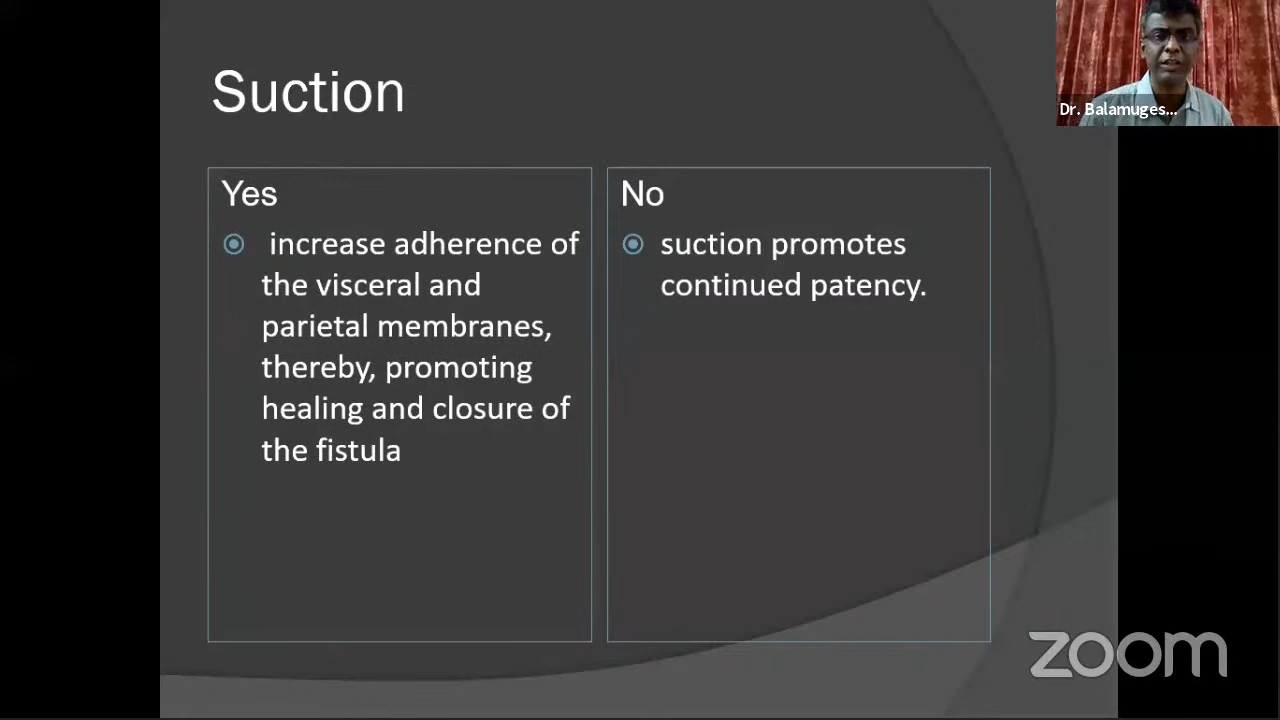 Suction
Yes
increase adherence of
the visceral and
parietal membranes,
thereby, promoting
healing and closure of
the fistula
No
suction promotes
continued patency.
Dr. Balamuges...
zoom